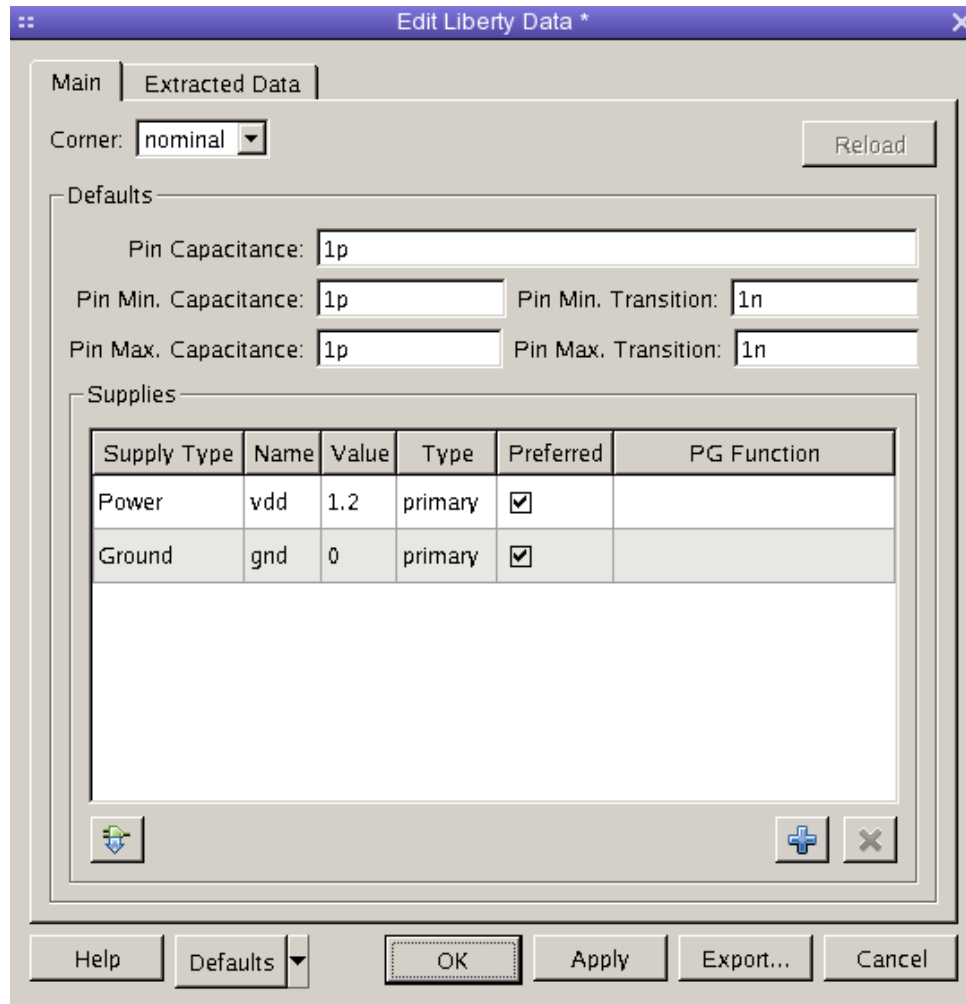 Edit Liberty Data *
Main Extracted Data
Corner: nominal Reload
Defaults
Pin Capacitance: 1p
Pin Min. Capacitance: 1p Pin Min. Transition: 1n
Pin Max. Capacitance: 1p Pin Max. Transition: 1n
Supplies
Supply Type Name Value Type Preferred PG Function
Power vdd 1.2 primary
Ground gnd 0 primary
Help Defaults OK Apply Export... Cancel